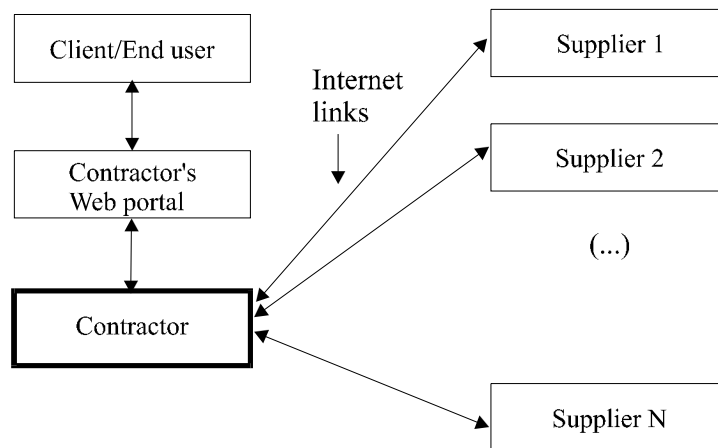 Client/End user
Contractor's
Web portal
Contractor
Internet
links
Supplier 1
Supplier 2
(...)
Supplier N